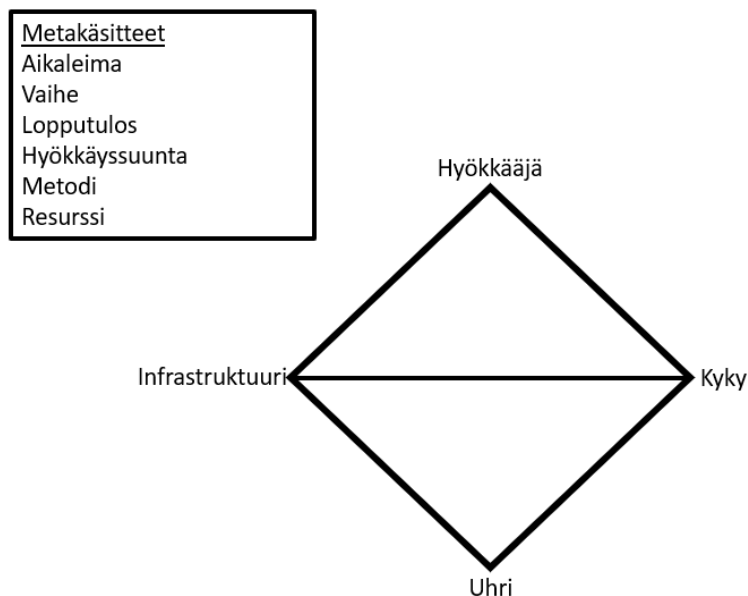 Metakäsitteet
Aikaleima
Vaihe
Lopputulos
Hyökkäyssuunta
Metodi
Resurssi
Hyökkääjä
Infrastruktuuri
Kyky
Uhri